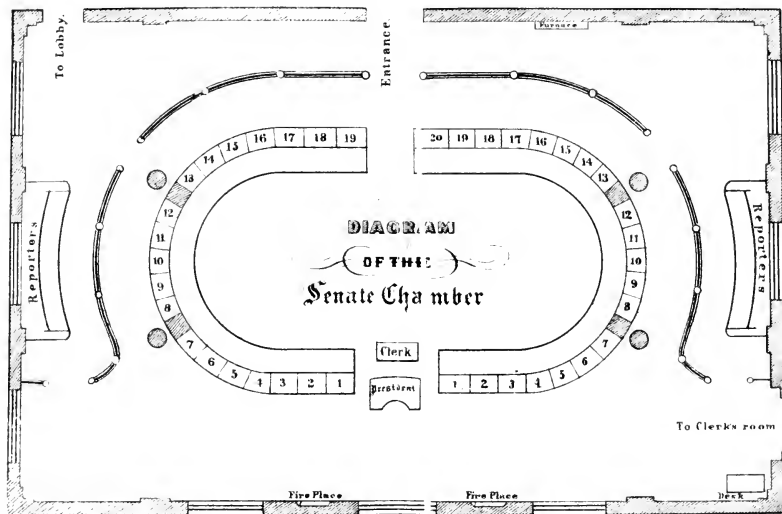 To Lobby.
Entrance.
Furnace
16 17 18 19
20 19 18 17 16
15
15
14
14
13
13
12
12
11
11
10
10
9
9
8
8
7
7
6
6
5
5
4 3 2 1
1 2 3 4
Reporters
Reporters
DIAGRAM
OF THE
Senate Chamber
Clerk
President
To Clerk's room
Fire Place
Fire Place
Desk